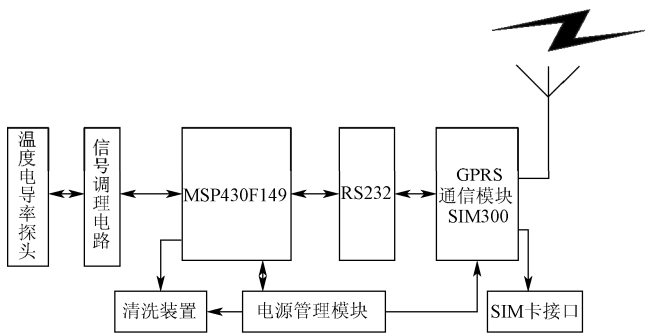 温度电导率探头
信号调理电路
MSP430F149
RS232
GPRS
通信模块
SIM300
清洗装置
电源管理模块
SIM卡接口